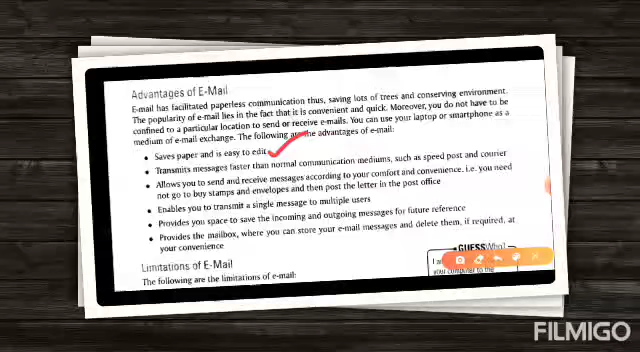 Advantages of E-Mail
E-mail has facilitated paperless communication thus, saving lots of trees and conserving environment.
The popularity of e-mail lies in the fact that it is convenient and quick. Moreover, you do not have to be
confined to a particular location to send or receive e-mails. You can use your laptop or smartphone as a
medium of e-mail exchange. The following are the advantages of e-mail:
• Saves paper and is easy to edit
• Transmits messages faster than normal communication mediums, such as speed post and courier
• Allows you to send and receive messages according to your comfort and convenience. i.e. you need
not go to buy stamps and envelopes and then post the letter in the post office
• Enables you to transmit a single message to multiple users
• Provides you space to save the incoming and outgoing messages for future reference
• Provides the mailbox, where you can store your e-mail messages and delete them, if required, at
your convenience
GUESS Who?
I a
your computer to the
Limitations of E-Mail
The following are the limitations of e-mail:
FILMIGO